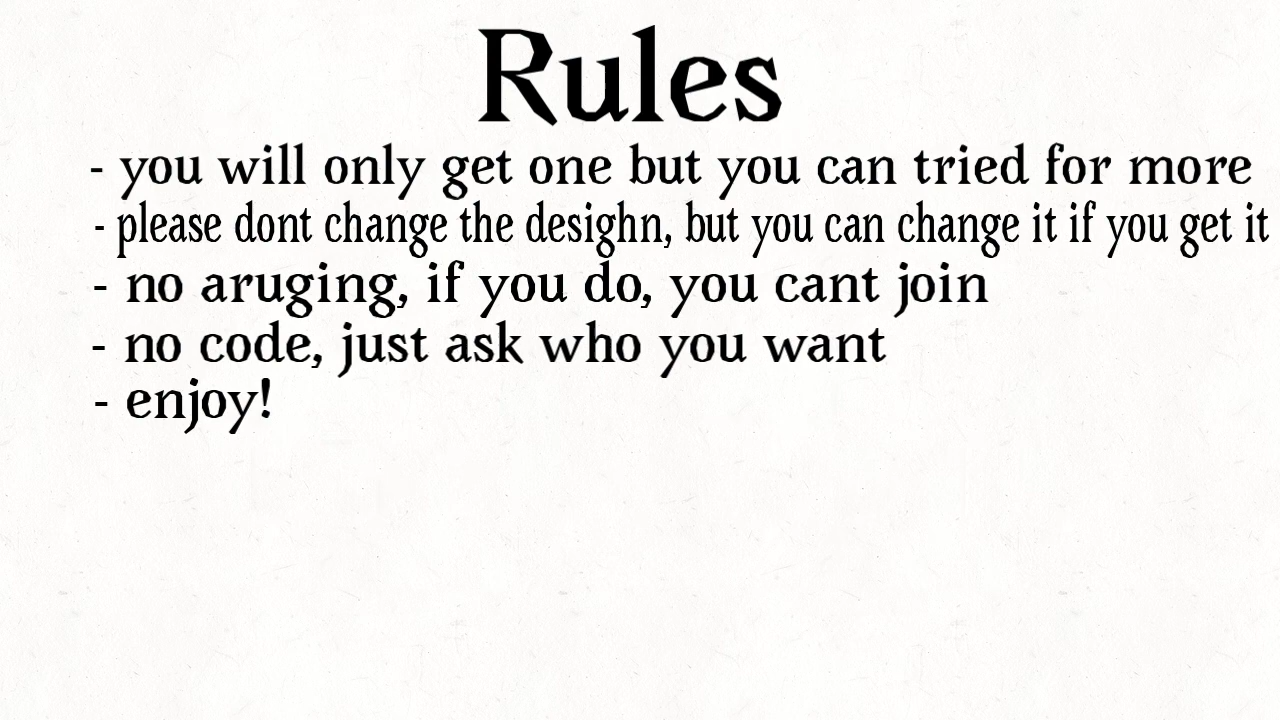 Rules
- you will only get one but you can tried for more
- please dont change the desighn, but you can change it if you get it
- no aruging, if you do, you cant join
- no code, just ask who you want
- enjoy!